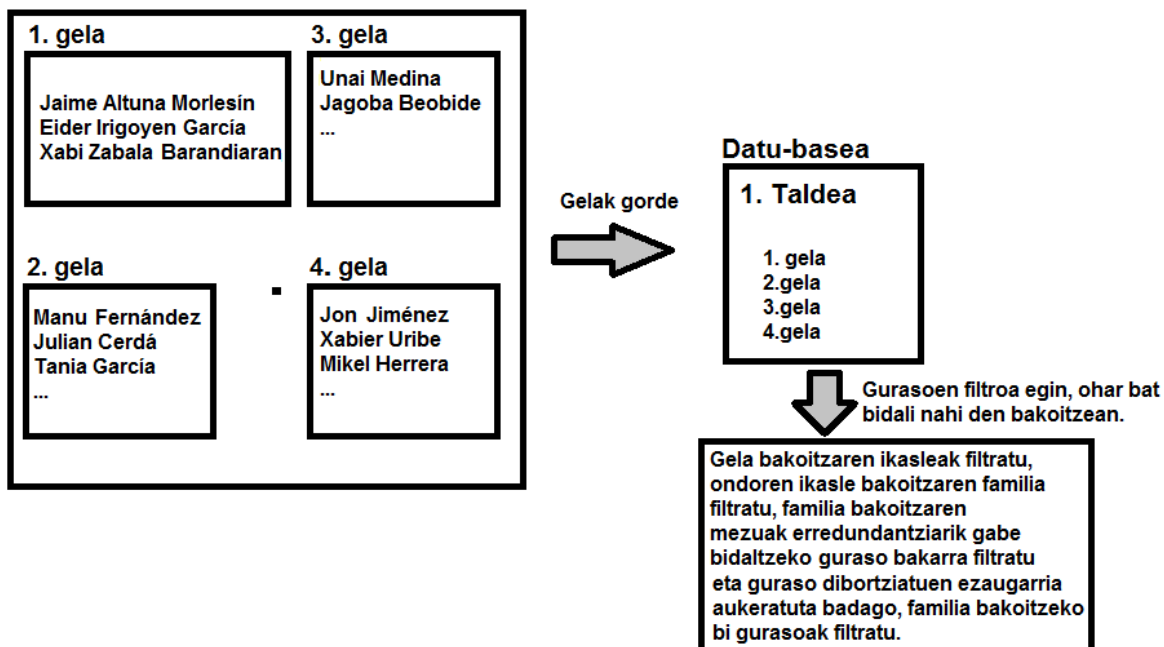 1. gela
Jaime Altuna Morlesín
Eider Irigoyen García
Xabi Zabala Barandiaran
3. gela
Unai Medina
Jagoba Beobide
...
2. gela
Manu Fernández
Julian Cerdá
Tania García
...
4. gela
Jon Jiménez
Xabier Uribe
Mikel Herrera
...
Gelak gorde
Datu-basea
1. Taldea
1. gela
2.gela
3.gela
4.gela
Gurasoen filtroa egin, ohar bat
bidali nahi den bakoitzean.
Gela bakoitzaren ikasleak filtratu,
ondoren ikasle bakoitzaren familia
filtratu, familia bakoitzaren
mezuak erredundantziarik gabe
bidaltzeko guraso bakarra filtratu
eta guraso dibortziatuen ezaugarria
aukeratuta badago, familia bakoitzeko
bi gurasoak filtratu.